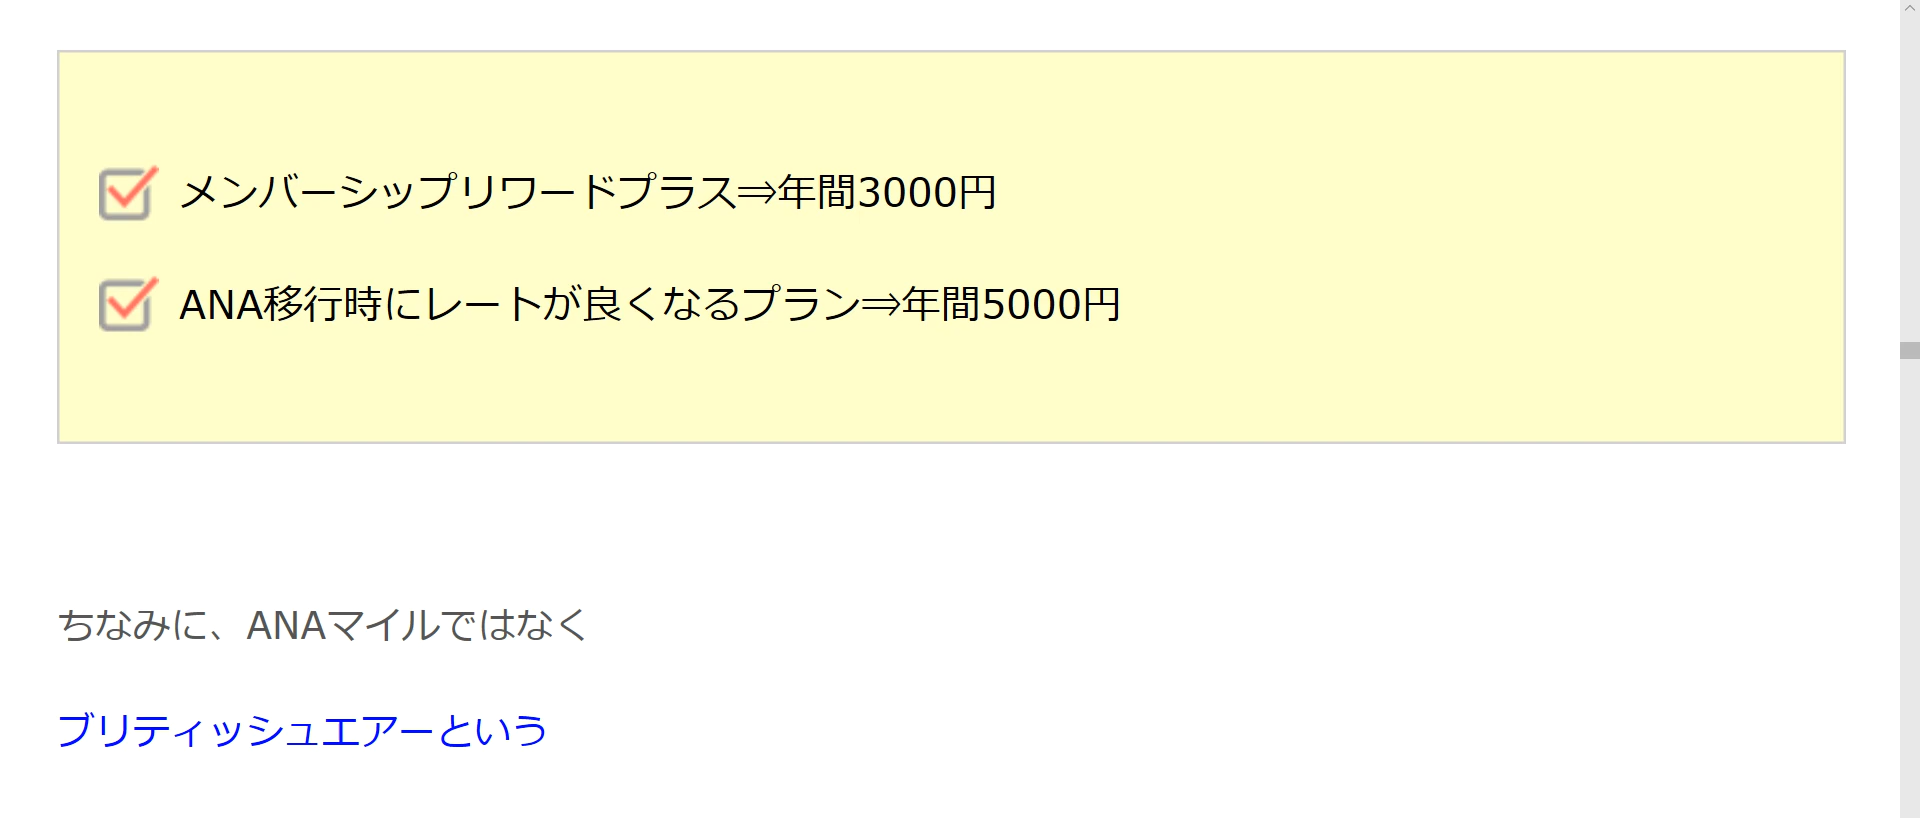 メンバーシップリワードプラス⇒年間3000円
ANA移行時にレートが良くなるプラン⇒年間5000円
ちなみに、ANAマイルではなく
ブリティッシュエアーという